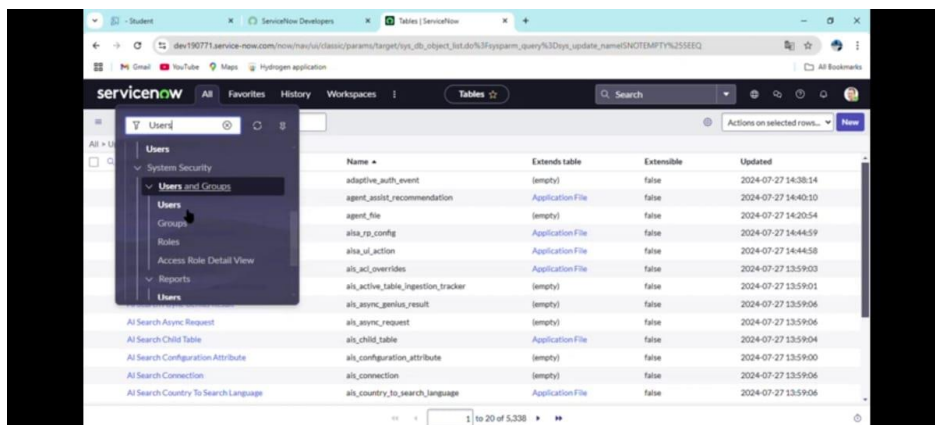 - Student
ServiceNow Developers
Tables | ServiceNow
dev190771.service-now.com/now/nav/ui/classic/params/target/sys_db_object_list.do%3Fsysparm_query%3Dsys_update_nameISNOTEMPTY%255EEQ
Gmail YouTube Maps Hydrogen application All Bookmarks
servicenow All Favorites History Workspaces Tables Search
Users Actions on selected rows... New
All > U
Users
System Security
Users and Groups
Users
Groups
Roles
Access Role Detail View
Reports
Users
Name Extends table Extensible Updated
adaptive_auth_event (empty) false 2024-07-27 14:38:14
agent_assist_recommendation Application File false 2024-07-27 14:40:10
agent_file (empty) false 2024-07-27 14:20:54
aisa_rp_config Application File false 2024-07-27 14:44:59
aisa_ui_action Application File false 2024-07-27 14:44:58
ais_acl_overrides Application File false 2024-07-27 13:59:03
ais_active_table_ingestion_tracker (empty) false 2024-07-27 13:59:01
ais_async_genius_result (empty) false 2024-07-27 13:59:06
AI Search Async Request ais_async_request (empty) false 2024-07-27 13:59:06
AI Search Child Table ais_child_table Application File false 2024-07-27 13:59:04
AI Search Configuration Attribute ais_configuration_attribute (empty) false 2024-07-27 13:59:00
AI Search Connection ais_connection (empty) false 2024-07-27 13:59:06
AI Search Country To Search Language ais_country_to_search_language Application File false 2024-07-27 13:59:06
1 to 20 of 5,338